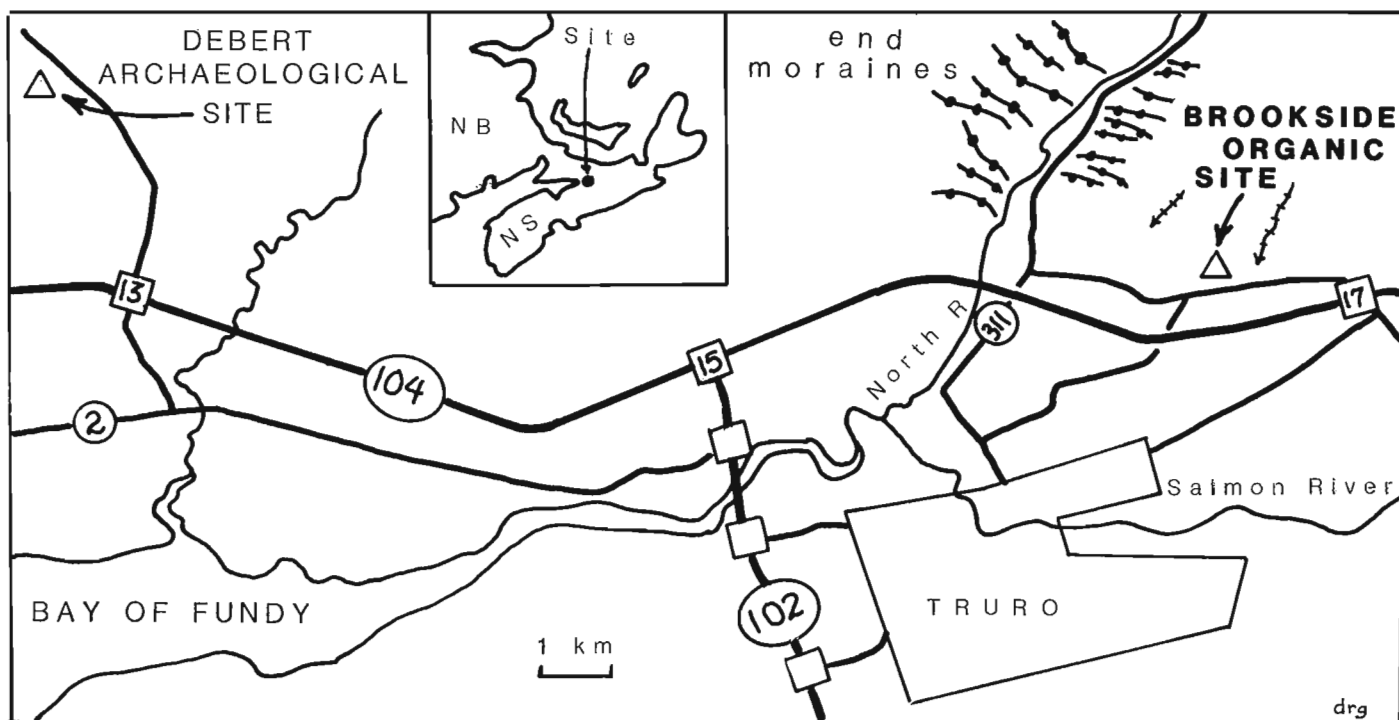 DEBERT
ARCHAEOLOGICAL
SITE
Site
NB
NS
end
moraines
BROOKSIDE
ORGANIC
SITE
13
104
2
15
North R
311
17
Salmon River
BAY OF FUNDY
1 km
102
TRURO
drg